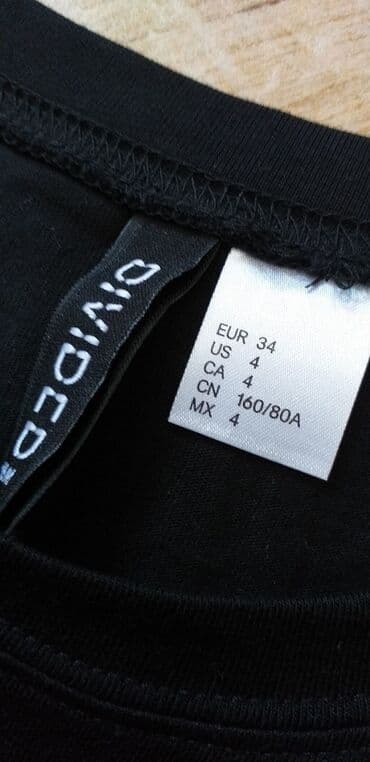 DIVIDED
EUR 34
US 4
CA 4
CN 160/80A
MX 4